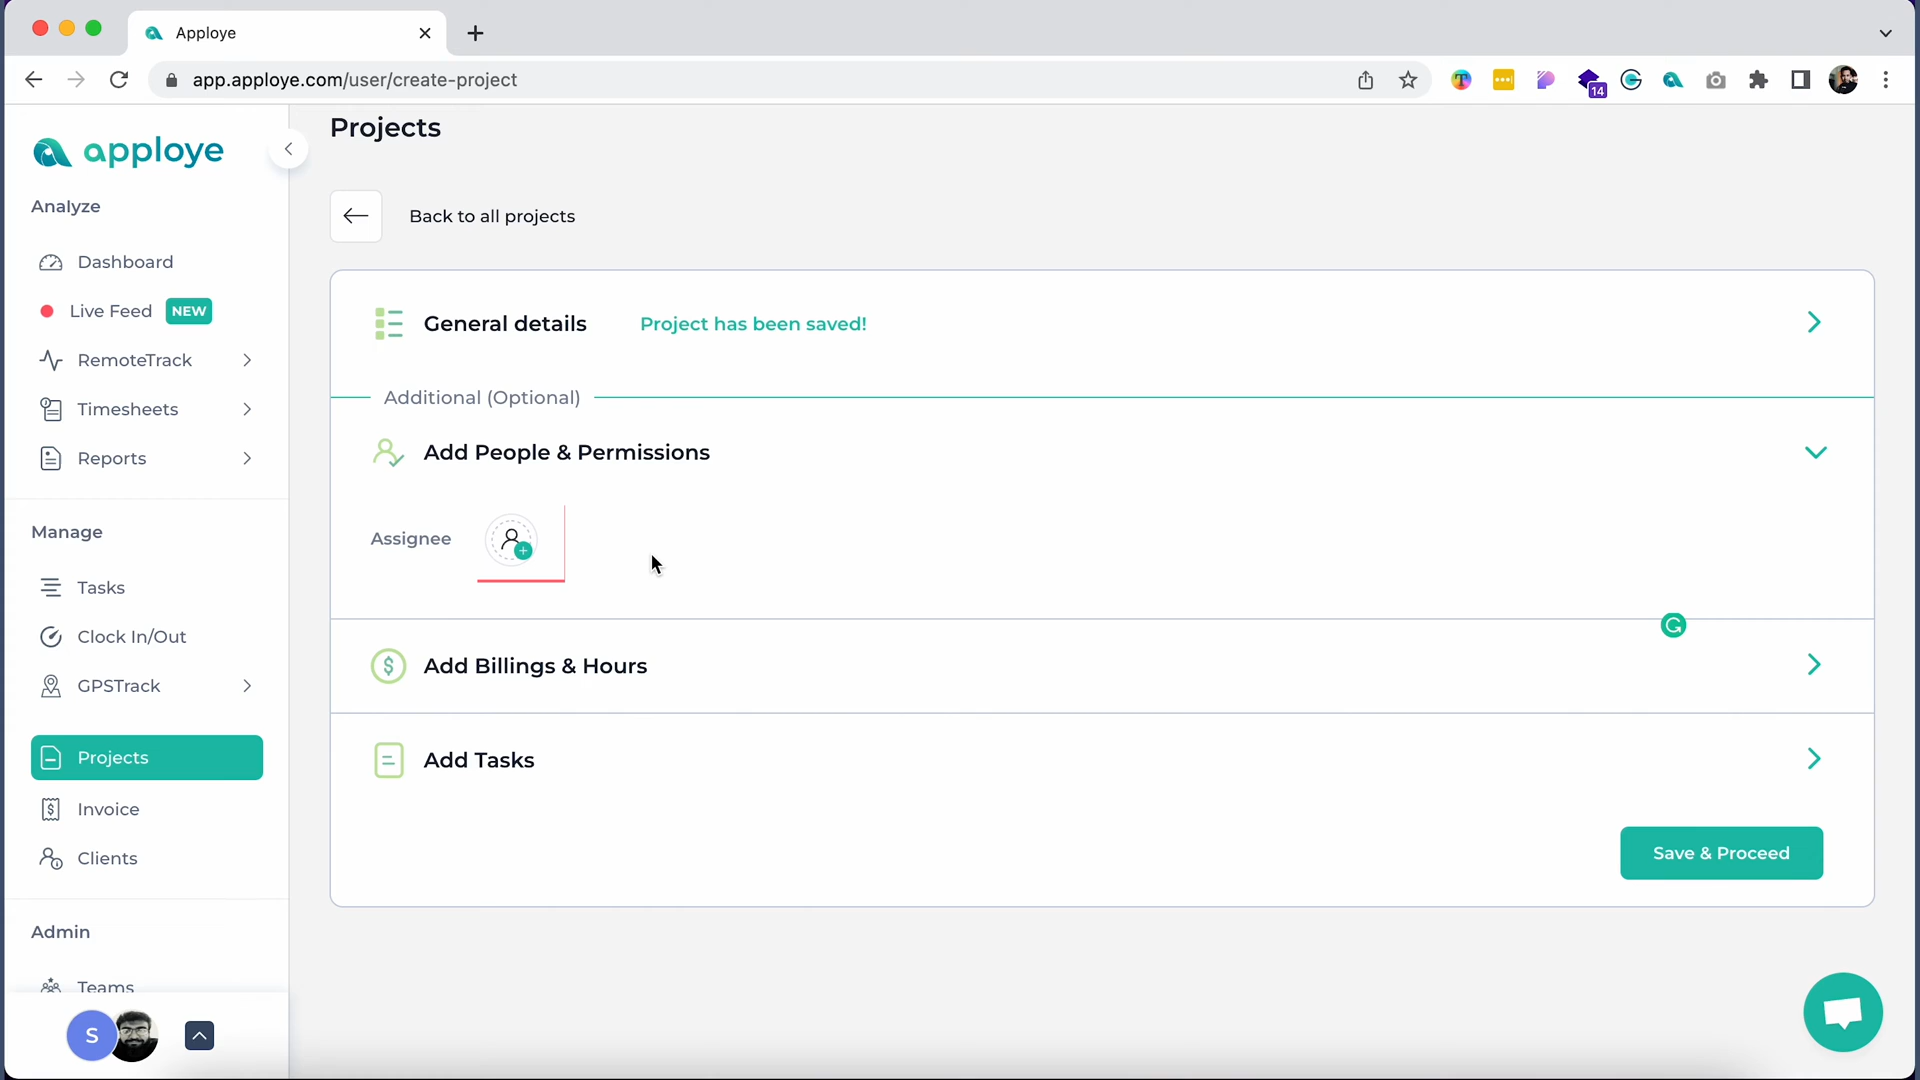 Apploye
app.apploye.com/user/create-project
14
apploye
Analyze
Dashboard
Live Feed NEW
RemoteTrack
Timesheets
Reports
Manage
Tasks
Clock In/Out
GPSTrack
Projects
Invoice
Clients
Admin
Teams
S
Projects
Back to all projects
General details Project has been saved!
Additional (Optional)
Add People & Permissions
Assignee
Add Billings & Hours
Add Tasks
Save & Proceed